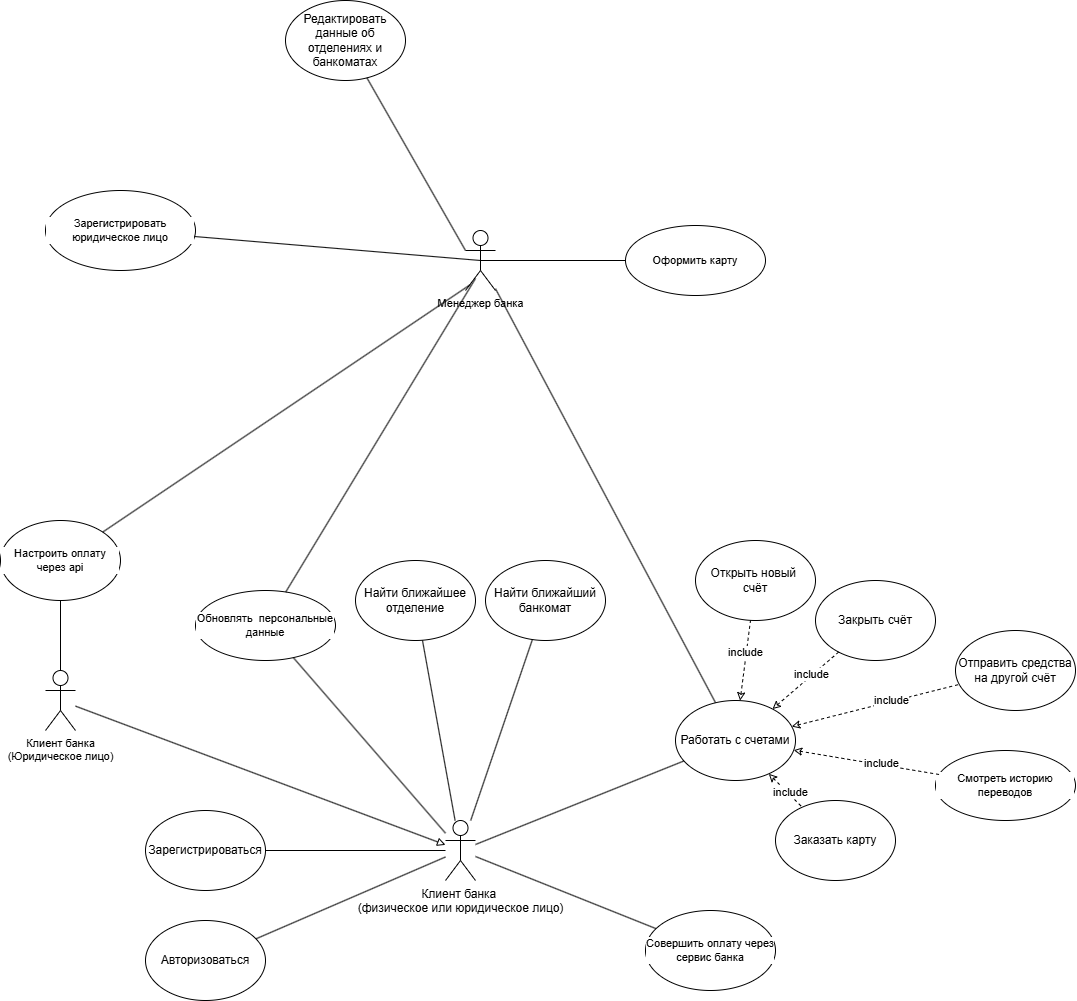 Редактировать
данные об
отделениях и
банкоматах
Зарегистрировать
юридическое лицо
Оформить карту
Менеджер банка
Настроить оплату
через api
Обновлять персональные
данные
Найти ближайшее
отделение
Найти ближайший
банкомат
Открыть новый
счёт
Закрыть счёт
Отправить средства
на другой счёт
include
include
include
Работать с счетами
include
Смотреть историю
переводов
include
Заказать карту
Клиент банка
(Юридическое лицо)
Зарегистрироваться
Клиент банка
(физическое или юридическое лицо)
Авторизоваться
Совершить оплату через
сервис банка